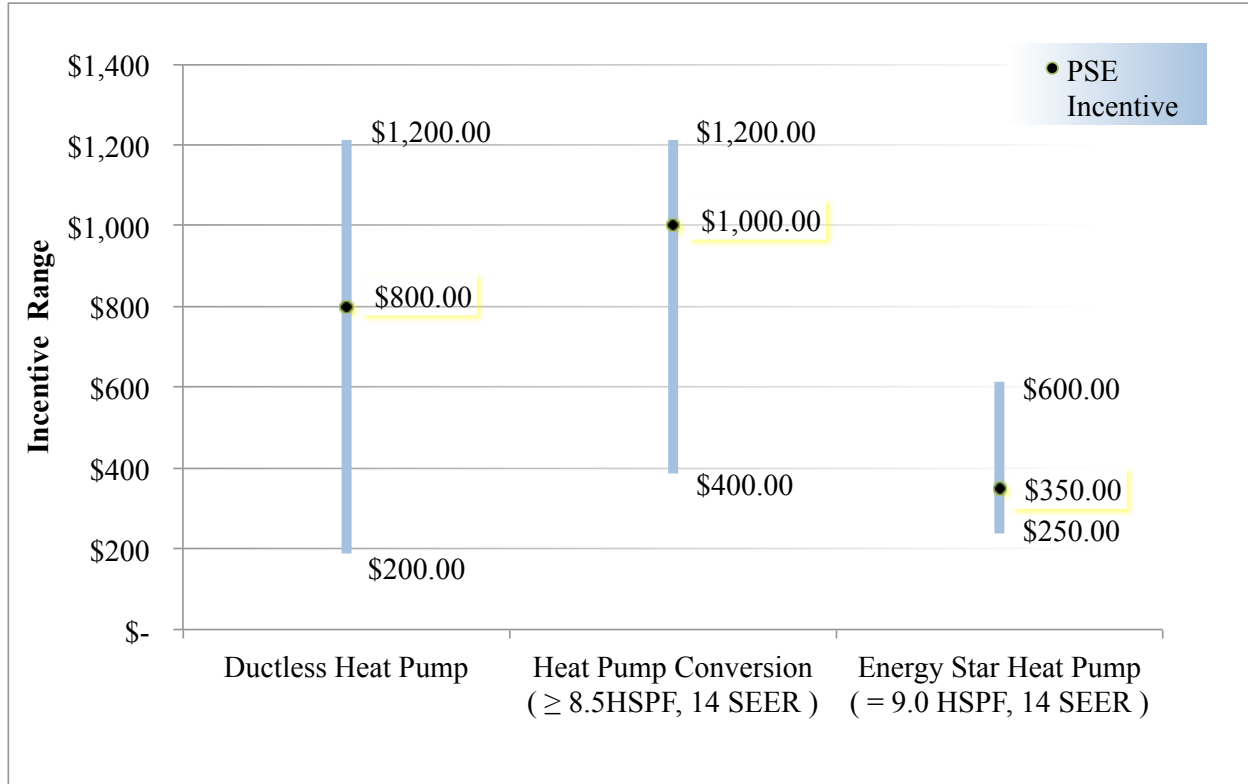 PSE
Incentive
Incentive Range
$1,400
$1,200
$1,000
$800
$600
$400
$200
$-
$1,200.00
$800.00
$200.00
$1,200.00
$1,000.00
$400.00
$600.00
$350.00
$250.00
Ductless Heat Pump
Heat Pump Conversion
( ≥ 8.5HSPF, 14 SEER )
Energy Star Heat Pump
( = 9.0 HSPF, 14 SEER )